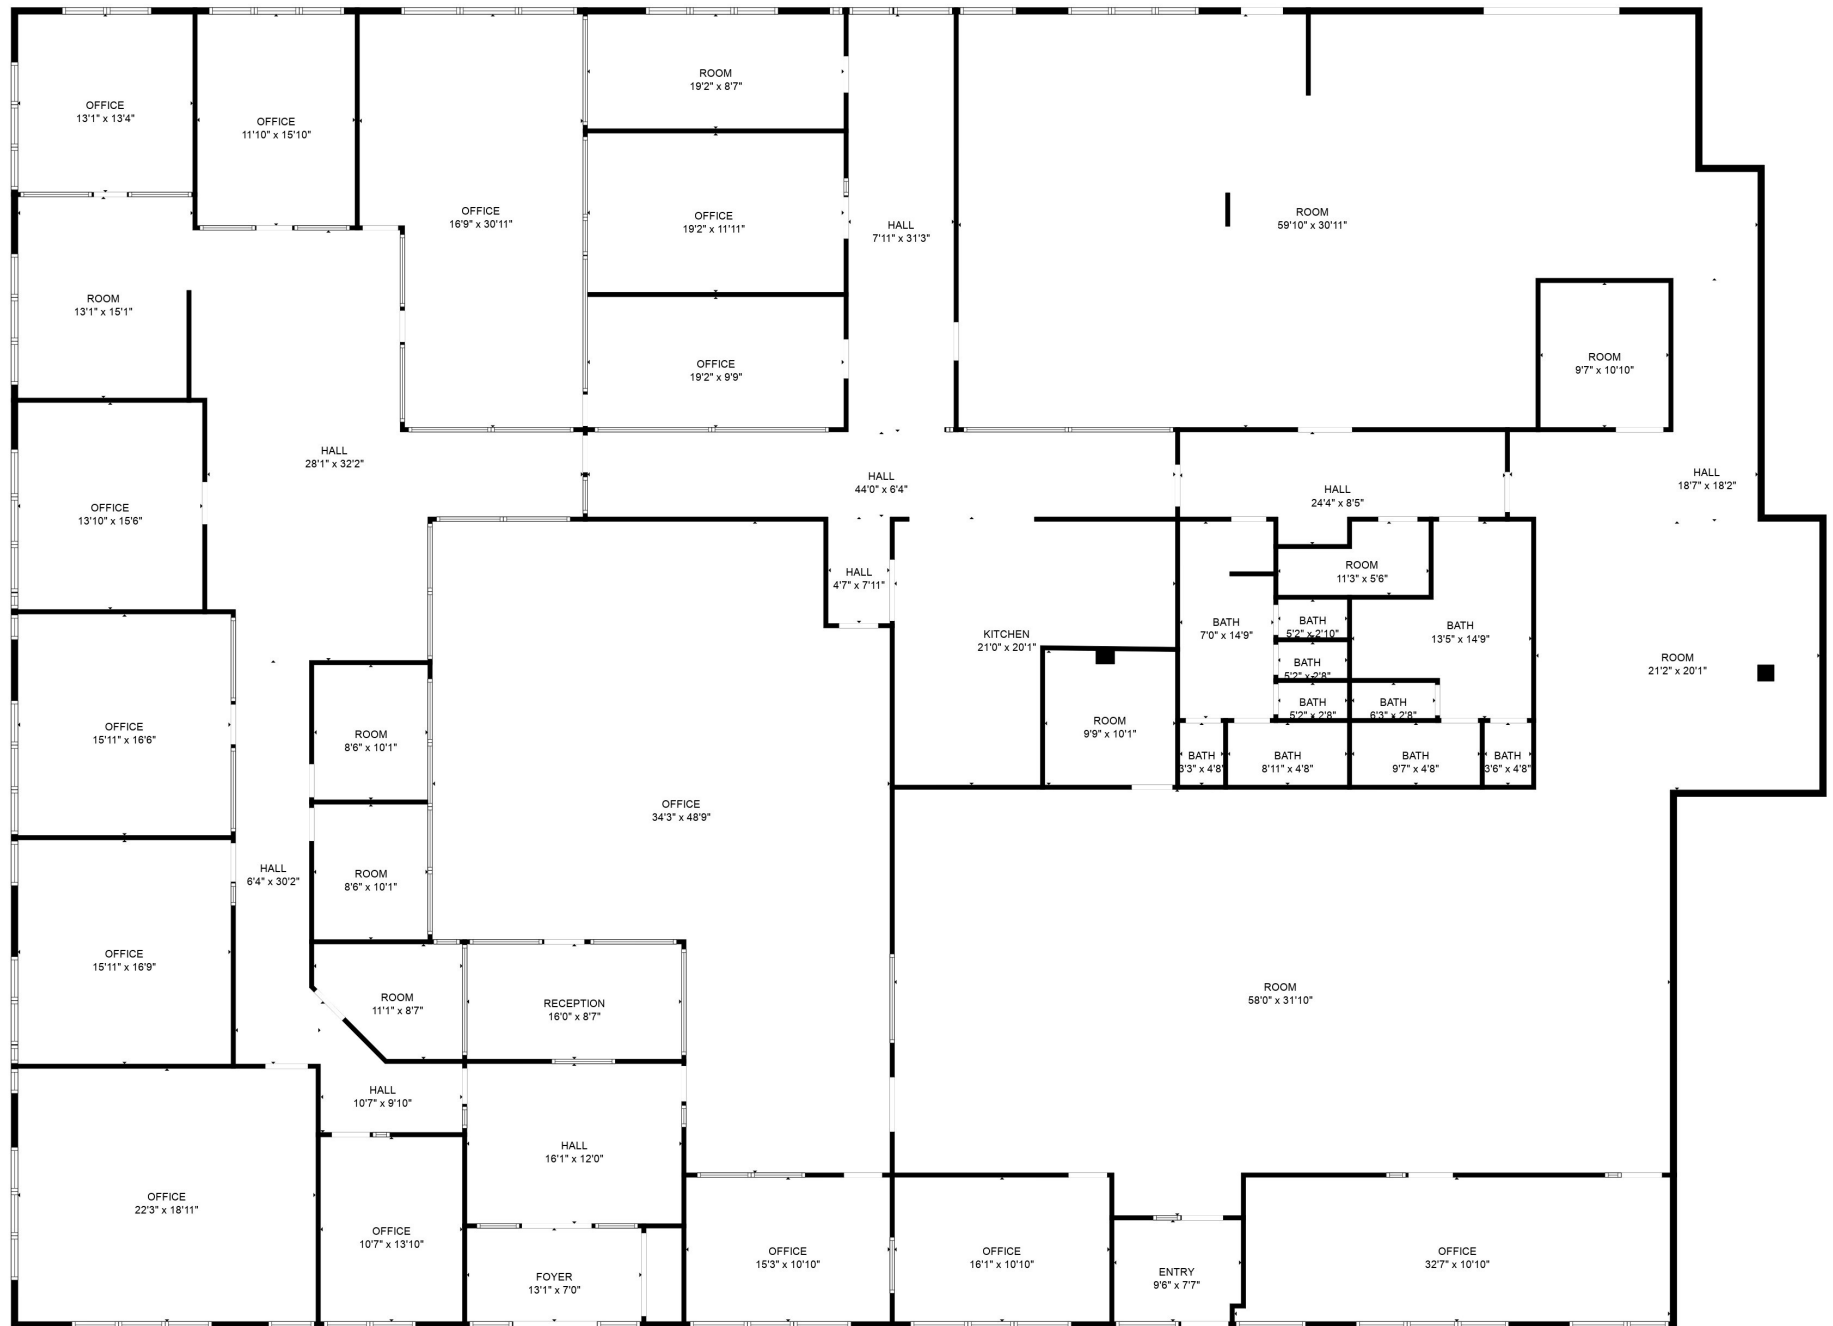 OFFICE
13'1" x 13'4"
OFFICE
11'10" x 15'10"
OFFICE
16'9" x 30'11"
ROOM
19'2" x 8'7"
OFFICE
19'2" x 11'11"
HALL
7'11" x 31'3"
ROOM
59'10" x 30'11"
ROOM
13'1" x 15'1"
OFFICE
19'2" x 9'9"
ROOM
9'7" x 10'10"
HALL
28'1" x 32'2"
HALL
44'0" x 6'4"
HALL
24'4" x 8'5"
HALL
18'7" x 18'2"
OFFICE
13'10" x 15'6"
HALL
4'7" x 7'11"
ROOM
11'3" x 5'6"
KITCHEN
21'0" x 20'1"
BATH
7'0" x 14'9"
BATH
5'2" x 2'10"
BATH
13'5" x 14'9"
BATH
5'2" x 2'8"
ROOM
21'2" x 20'1"
BATH
5'2" x 2'8"
BATH
6'3" x 2'8"
OFFICE
15'11" x 16'6"
ROOM
8'6" x 10'1"
ROOM
9'9" x 10'1"
BATH
3'3" x 4'8"
BATH
8'11" x 4'8"
BATH
9'7" x 4'8"
BATH
3'6" x 4'8"
OFFICE
34'3" x 48'9"
HALL
6'4" x 30'2"
ROOM
8'6" x 10'1"
OFFICE
15'11" x 16'9"
ROOM
11'1" x 8'7"
RECEPTION
16'0" x 8'7"
ROOM
58'0" x 31'10"
HALL
10'7" x 9'10"
HALL
16'1" x 12'0"
OFFICE
22'3" x 18'11"
OFFICE
10'7" x 13'10"
FOYER
13'1" x 7'0"
OFFICE
15'3" x 10'10"
OFFICE
16'1" x 10'10"
ENTRY
9'6" x 7'7"
OFFICE
32'7" x 10'10"